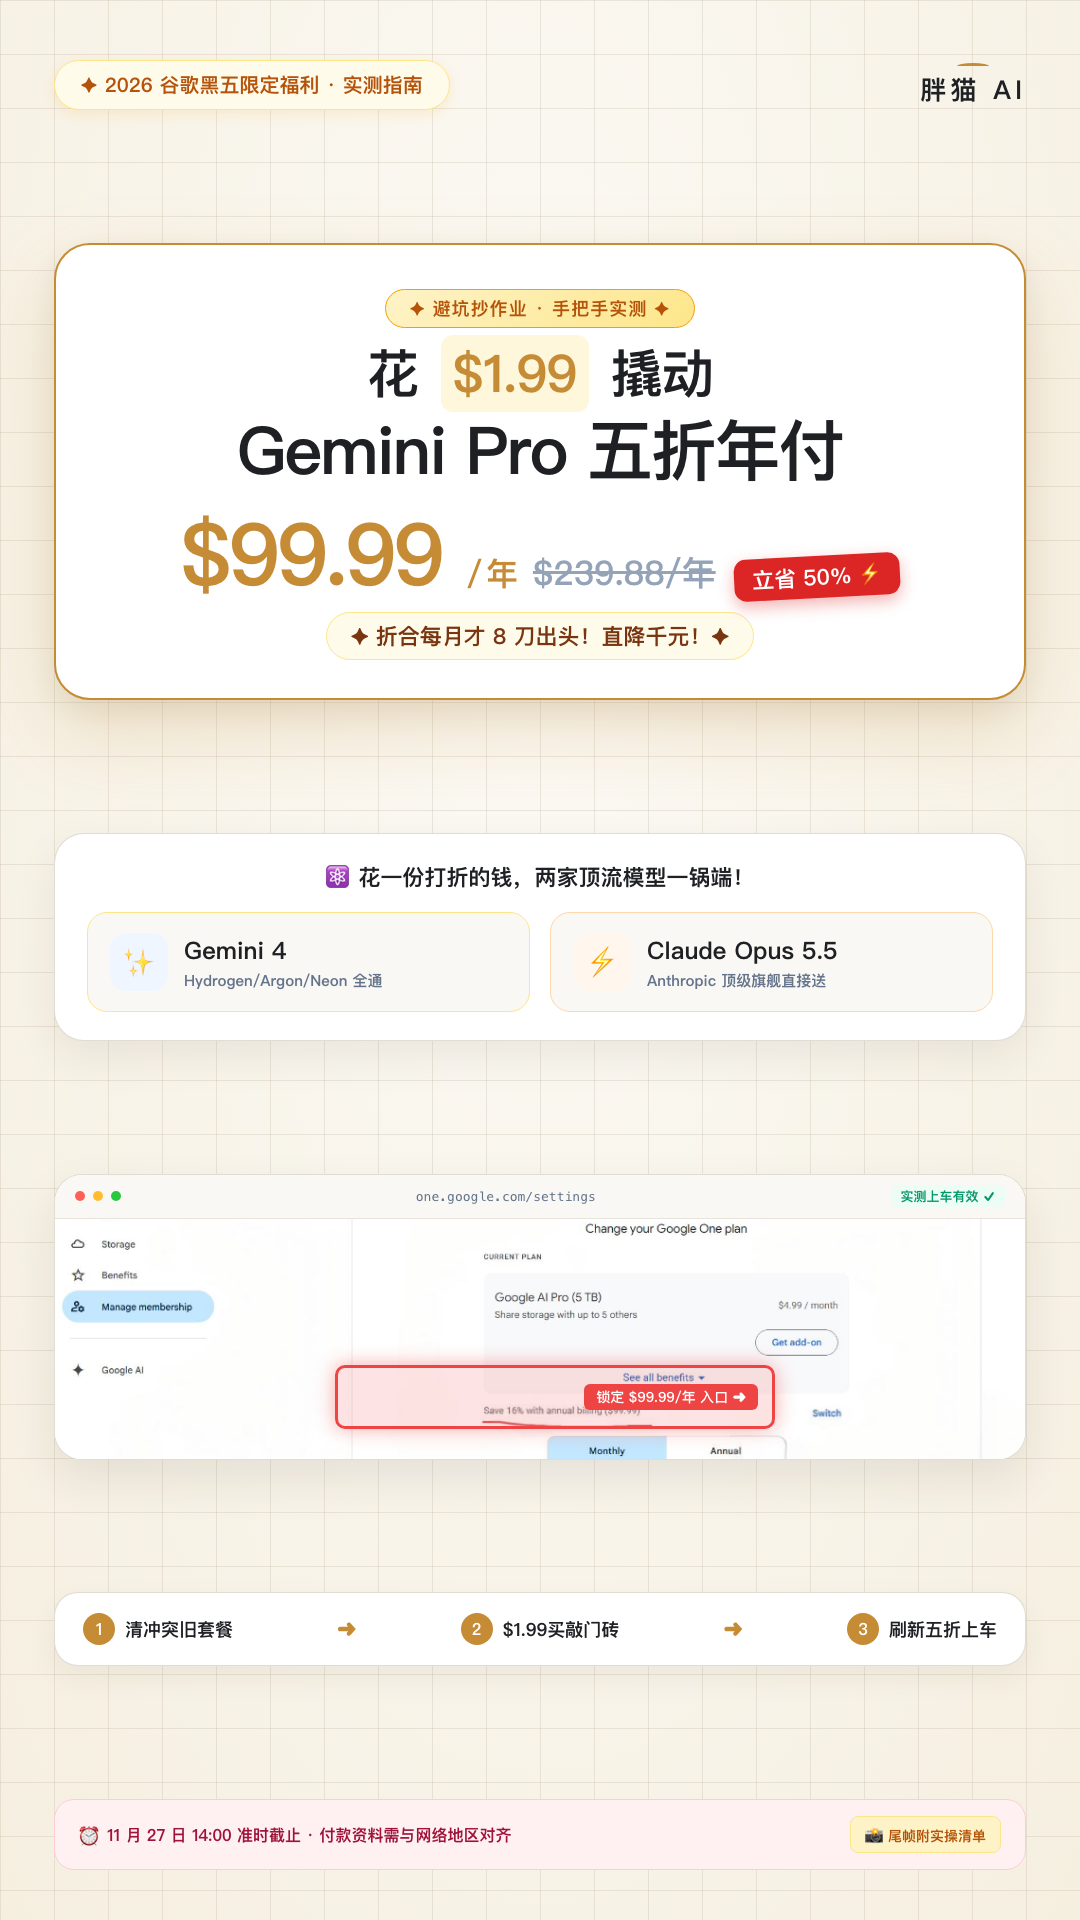 ✦ 2026 谷歌黑五限定福利 · 实测指南
胖猫 AI
✦ 避坑抄作业 · 手把手实测 ✦
花 $1.99 撬动
Gemini Pro 五折年付
$99.99 /年 $239.88/年 立省 50% ⚡
✦ 折合每月才 8 刀出头！直降千元！✦
⚛️ 花一份打折的钱，两家顶流模型一锅端！
✨ Gemini 4
Hydrogen/Argon/Neon 全通
⚡ Claude Opus 5.5
Anthropic 顶级旗舰直接送
one.google.com/settings
实测上车有效 ✓
Storage
Benefits
Manage membership
Google AI
Change your Google One plan
CURRENT PLAN
Google AI Pro (5 TB)
Share storage with up to 5 others
$4.99 / month
Get add-on
See all benefits
锁定 $99.99/年 入口 ➜
Save 16% with annual billing ($99.99)
Switch
Monthly
Annual
1 清冲突旧套餐 ➜ 2 $1.99买敲门砖 ➜ 3 刷新五折上车
⏰ 11 月 27 日 14:00 准时截止 · 付款资料需与网络地区对齐
📸 尾帧附实操清单